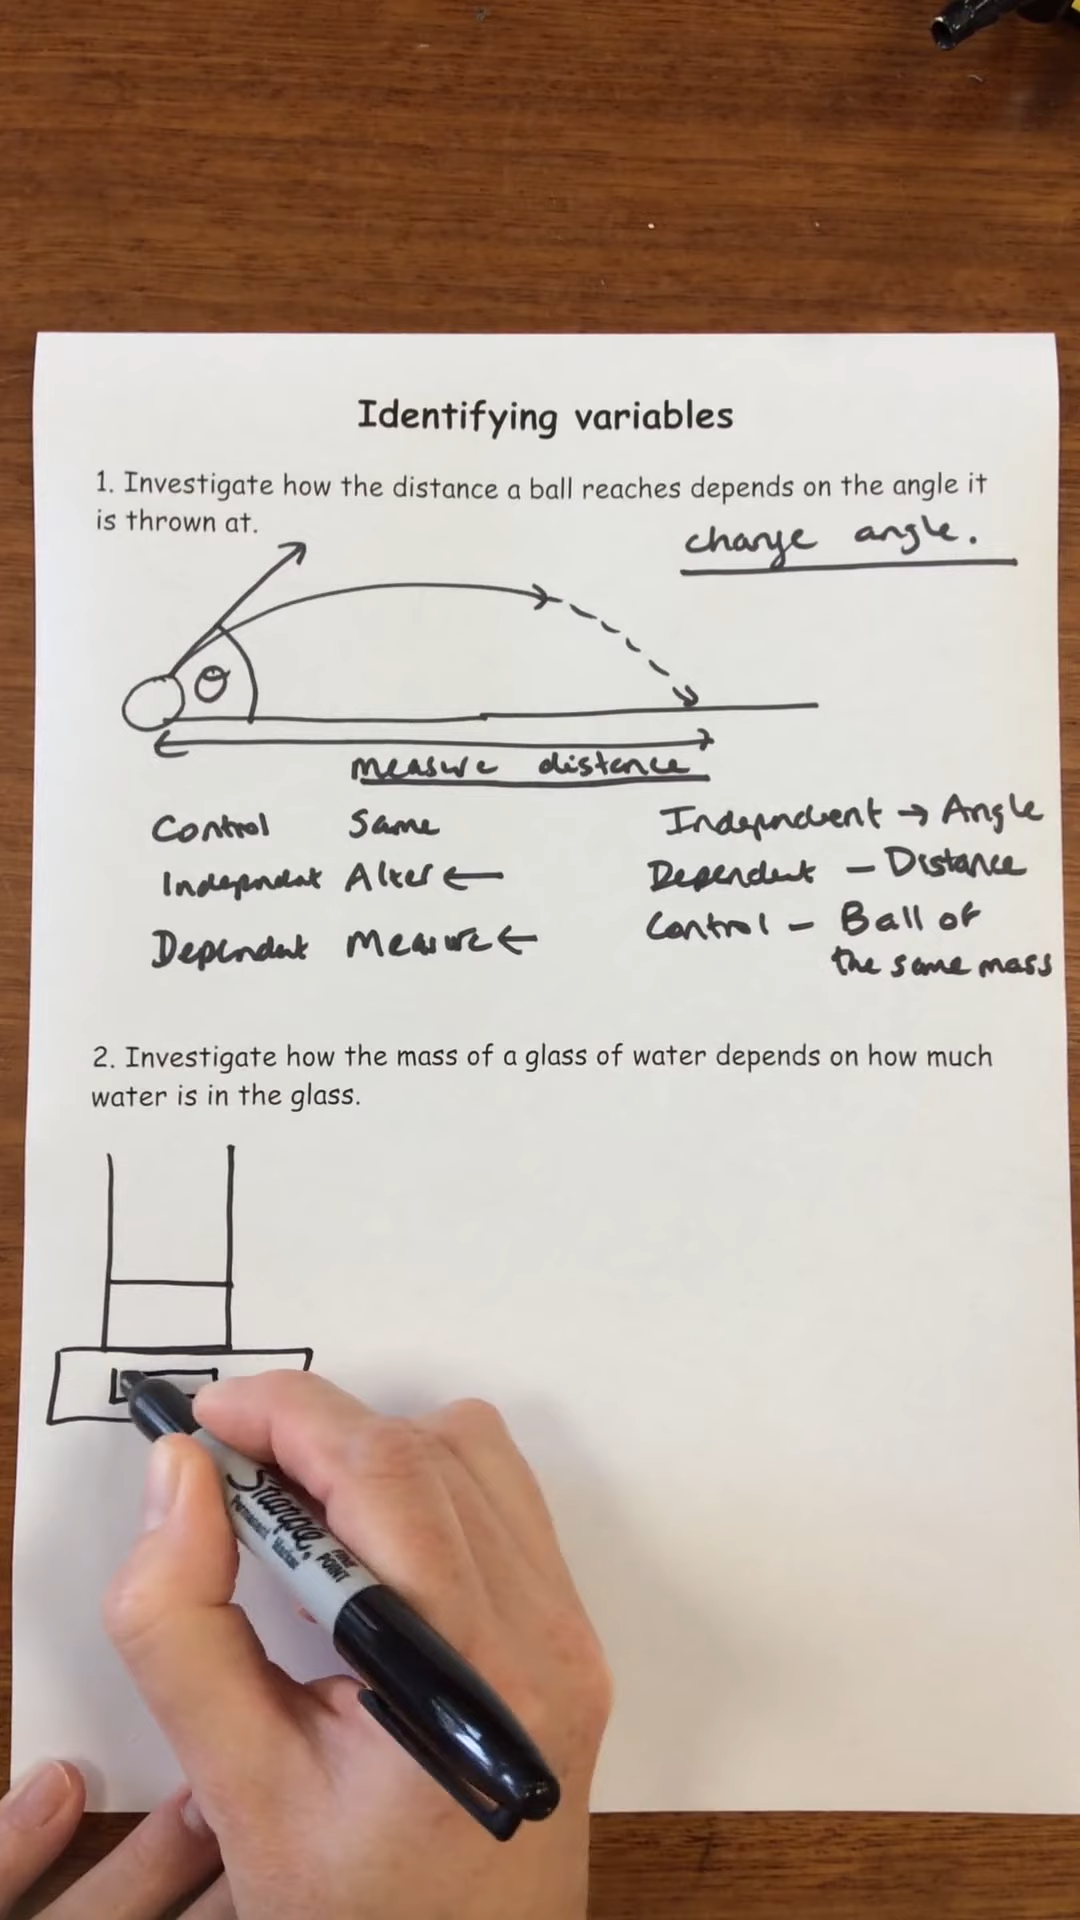 Identifying variables
1. Investigate how the distance a ball reaches depends on the angle it
is thrown at.
change angle.
θ
measure distance
Control Same
Independent Alter ←
Dependent Measure ←
Independent → Angle
Dependent – Distance
Control – Ball of
the same mass
2. Investigate how the mass of a glass of water depends on how much
water is in the glass.
Sharpie.
FINE
POINT
Permanent Marker